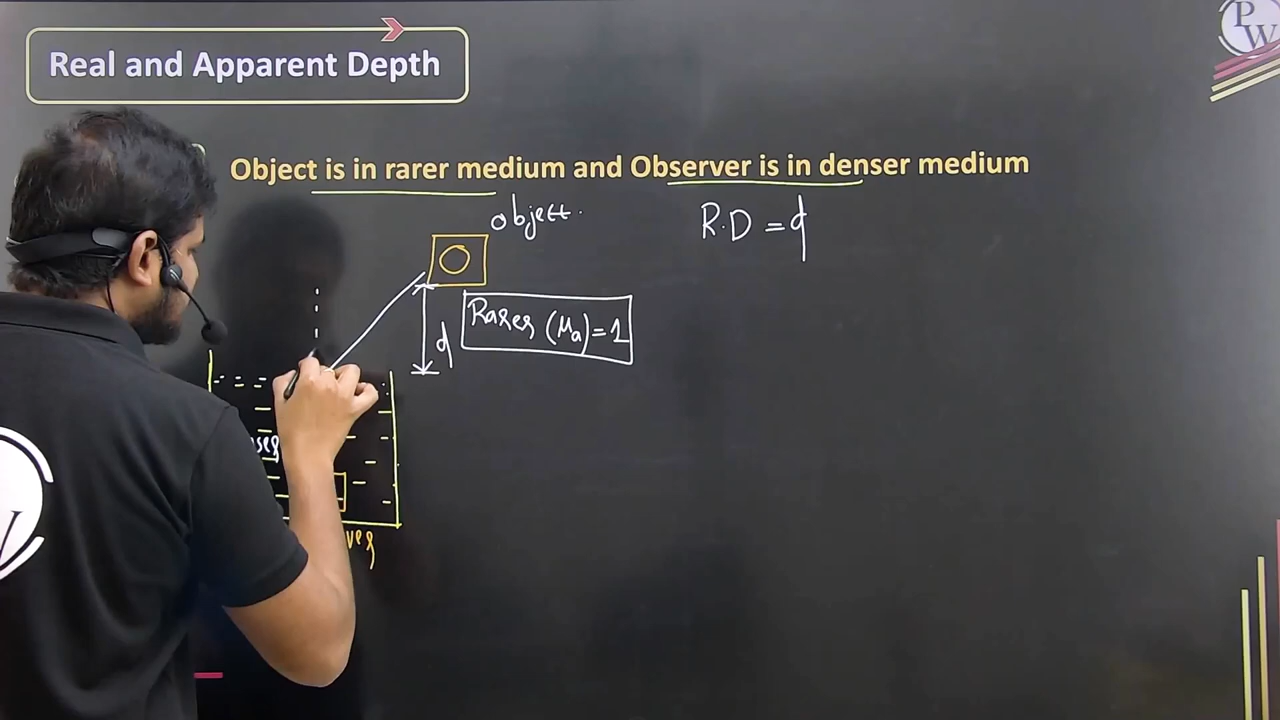 Real and Apparent Depth
PW
Object is in rarer medium and Observer is in denser medium
object.
R.D = d
Rarer (μa) = 1
d